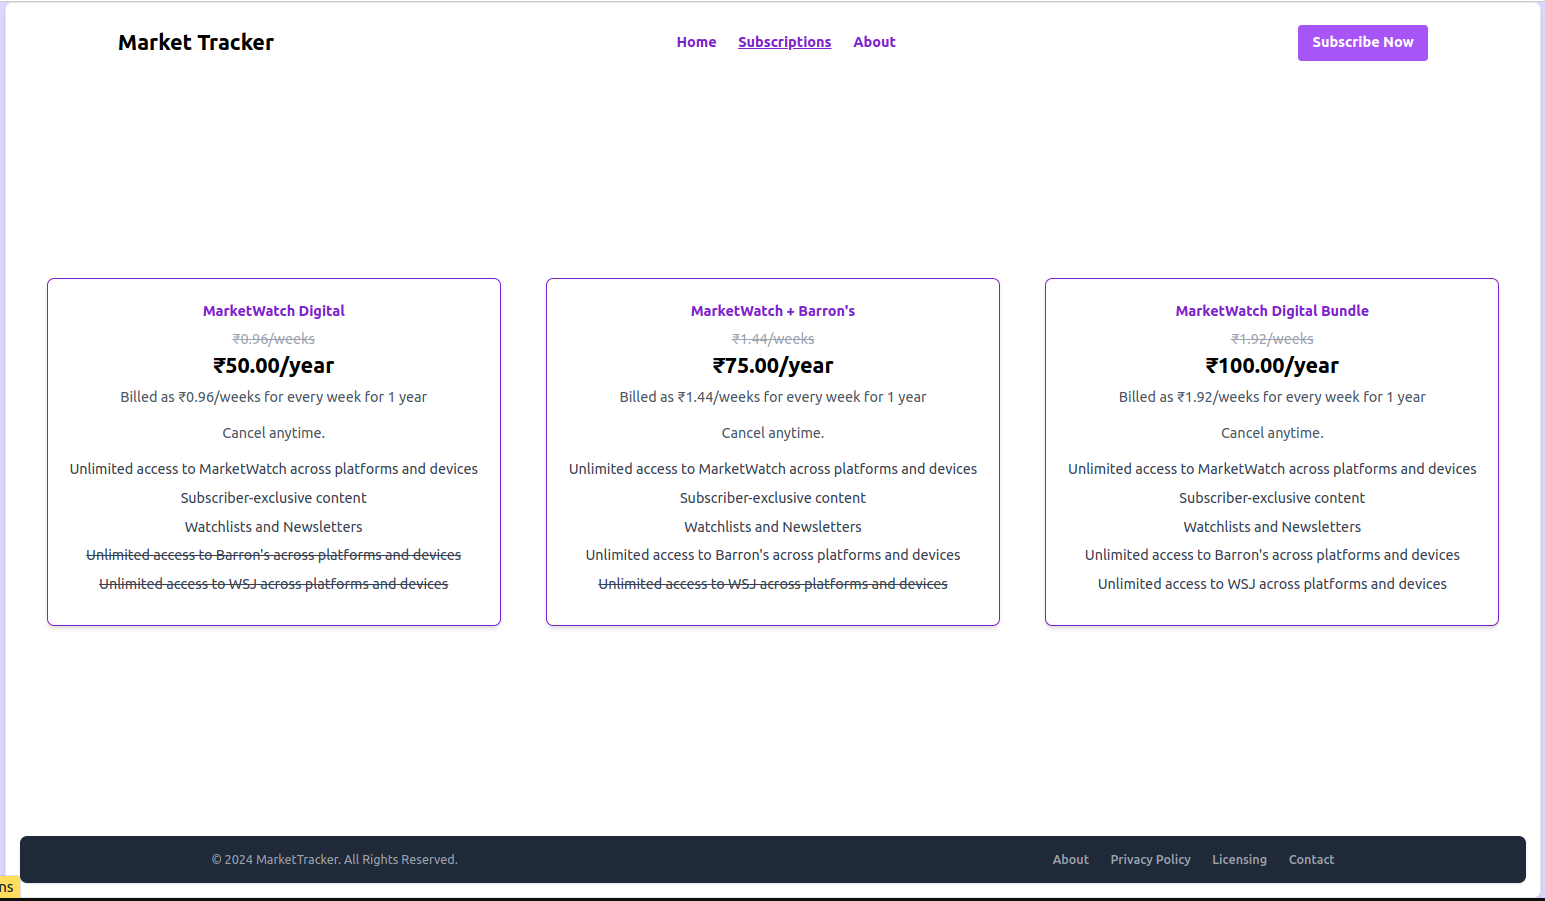 Market Tracker
Home Subscriptions About
Subscribe Now
MarketWatch Digital
₹0.96/weeks
₹50.00/year
Billed as ₹0.96/weeks for every week for 1 year
Cancel anytime.
Unlimited access to MarketWatch across platforms and devices
Subscriber-exclusive content
Watchlists and Newsletters
Unlimited access to Barron's across platforms and devices
Unlimited access to WSJ across platforms and devices
MarketWatch + Barron's
₹1.44/weeks
₹75.00/year
Billed as ₹1.44/weeks for every week for 1 year
Cancel anytime.
Unlimited access to MarketWatch across platforms and devices
Subscriber-exclusive content
Watchlists and Newsletters
Unlimited access to Barron's across platforms and devices
Unlimited access to WSJ across platforms and devices
MarketWatch Digital Bundle
₹1.92/weeks
₹100.00/year
Billed as ₹1.92/weeks for every week for 1 year
Cancel anytime.
Unlimited access to MarketWatch across platforms and devices
Subscriber-exclusive content
Watchlists and Newsletters
Unlimited access to Barron's across platforms and devices
Unlimited access to WSJ across platforms and devices
© 2024 MarketTracker. All Rights Reserved.
About Privacy Policy Licensing Contact
ns